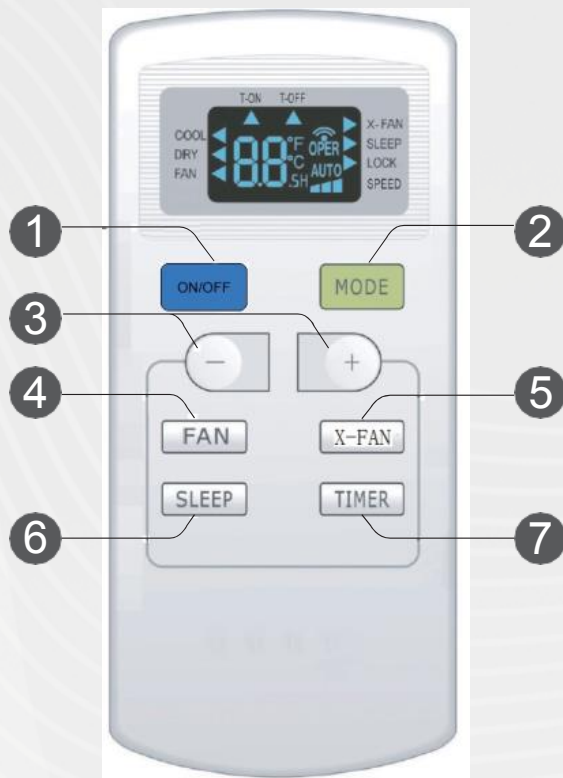 T-ON T-OFF
COOL
DRY
FAN
88
°F
°C
.SH
OPER
AUTO
X-FAN
SLEEP
LOCK
SPEED
1
2
ON/OFF
MODE
3
- +
4
5
FAN
X-FAN
SLEEP
TIMER
6
7